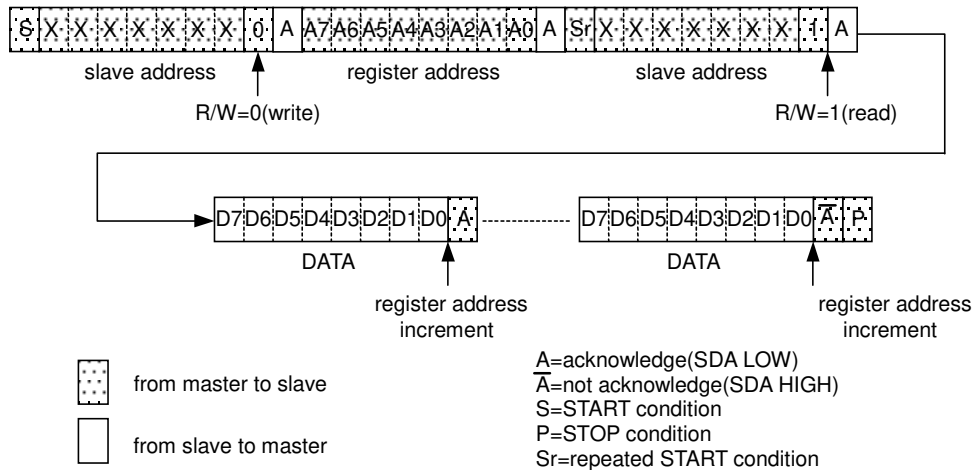 S X X X X X X X 0 A A7 A6 A5 A4 A3 A2 A1 A0 A Sr X X X X X X X 1 A
slave address register address slave address
R/W=0(write) R/W=1(read)
D7 D6 D5 D4 D3 D2 D1 D0 A D7 D6 D5 D4 D3 D2 D1 D0 A̅ P
DATA DATA
register address register address
increment increment
from master to slave
from slave to master
A=acknowledge(SDA LOW)
A̅=not acknowledge(SDA HIGH)
S=START condition
P=STOP condition
Sr=repeated START condition